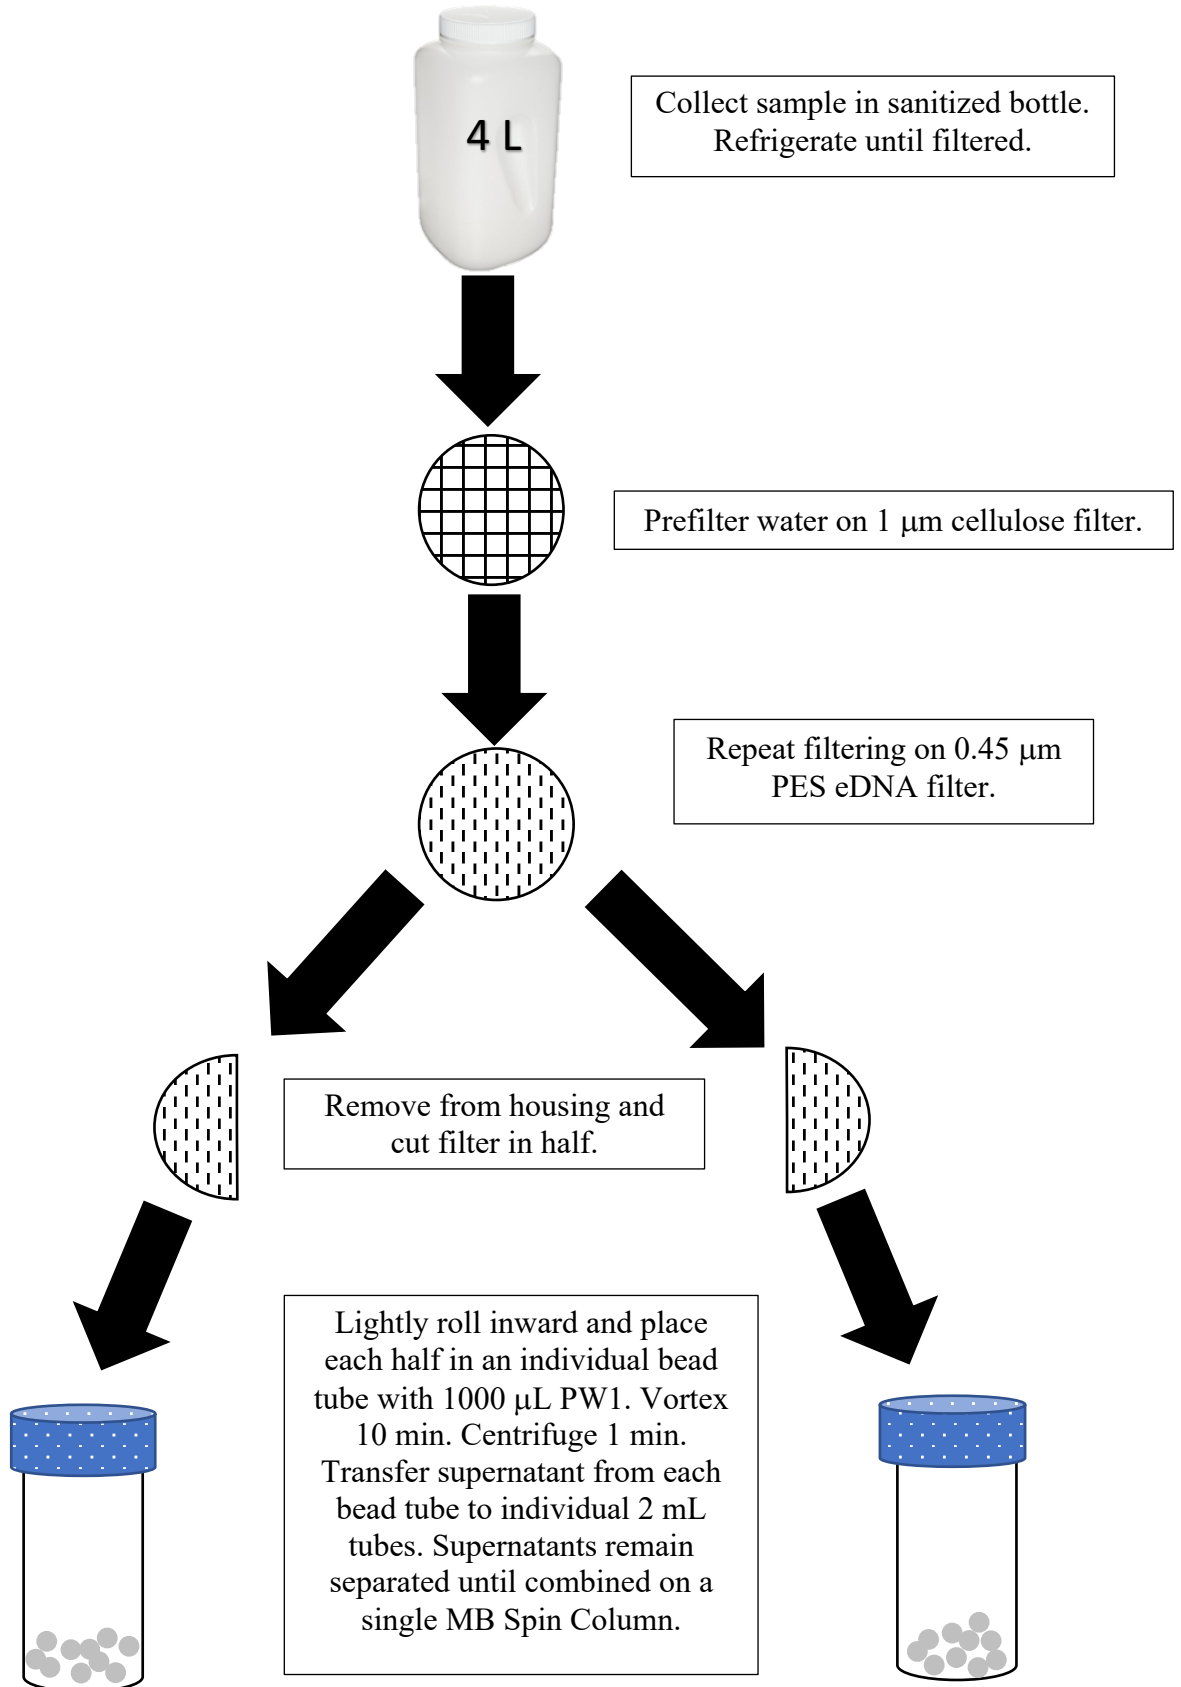 4 L
Collect sample in sanitized bottle.
Refrigerate until filtered.
Prefilter water on 1 μm cellulose filter.
Repeat filtering on 0.45 μm
PES eDNA filter.
Remove from housing and
cut filter in half.
Lightly roll inward and place
each half in an individual bead
tube with 1000 μL PW1. Vortex
10 min. Centrifuge 1 min.
Transfer supernatant from each
bead tube to individual 2 mL
tubes. Supernatants remain
separated until combined on a
single MB Spin Column.